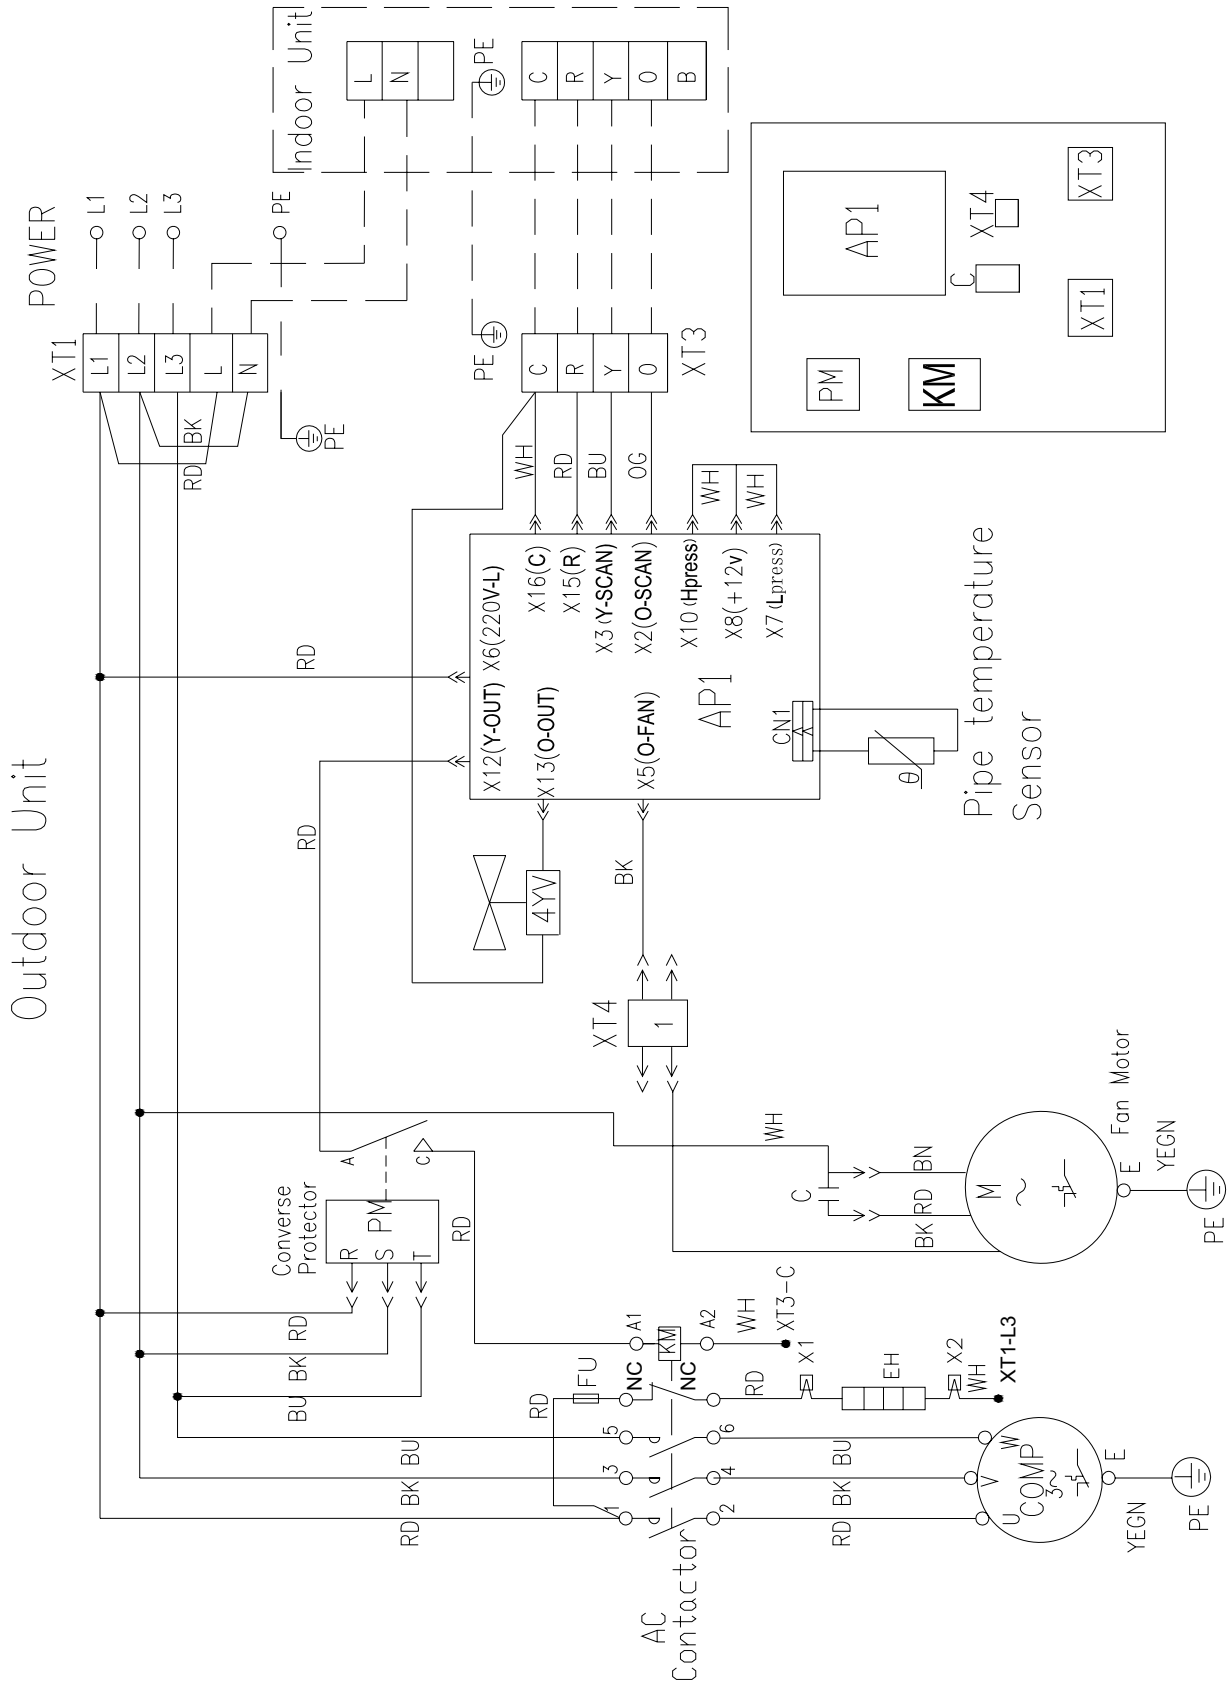 Outdoor Unit
POWER
L1
L2
L3
PE
XT1
L1
L2
L3
L
N
RD
BK
PE
Indoor Unit
L
N
PE
C
R
Y
O
B
PE
C
R
Y
O
XT3
WH
RD
BU
OG
WH
WH
RD
RD
X6(220V-L)
X12(Y-OUT)
X13(O-OUT)
X5(O-FAN)
X16(C)
X15(R)
X3(Y-SCAN)
X2(O-SCAN)
X10(Hpress)
X8(+12v)
X7(Lpress)
AP1
CN1
θ
Pipe temperature
Sensor
4YV
BK
XT4
1
Converse
Protector
R
S
T
PM
A
C
RD
BK
BU
RD
WH
C
BN
RD
BK
M
~
Fan Motor
E
YEGN
PE
RD
BK
BU
RD
FU
NC
NC
A1
KM
A2
WH
XT3-C
1
3
5
2
4
6
AC
Contactor
RD
BK
BU
RD
X1
EH
X2
WH
XT1-L3
U
V
W
COMP
3~
E
YEGN
PE
PM
KM
AP1
C
XT4
XT1
XT3